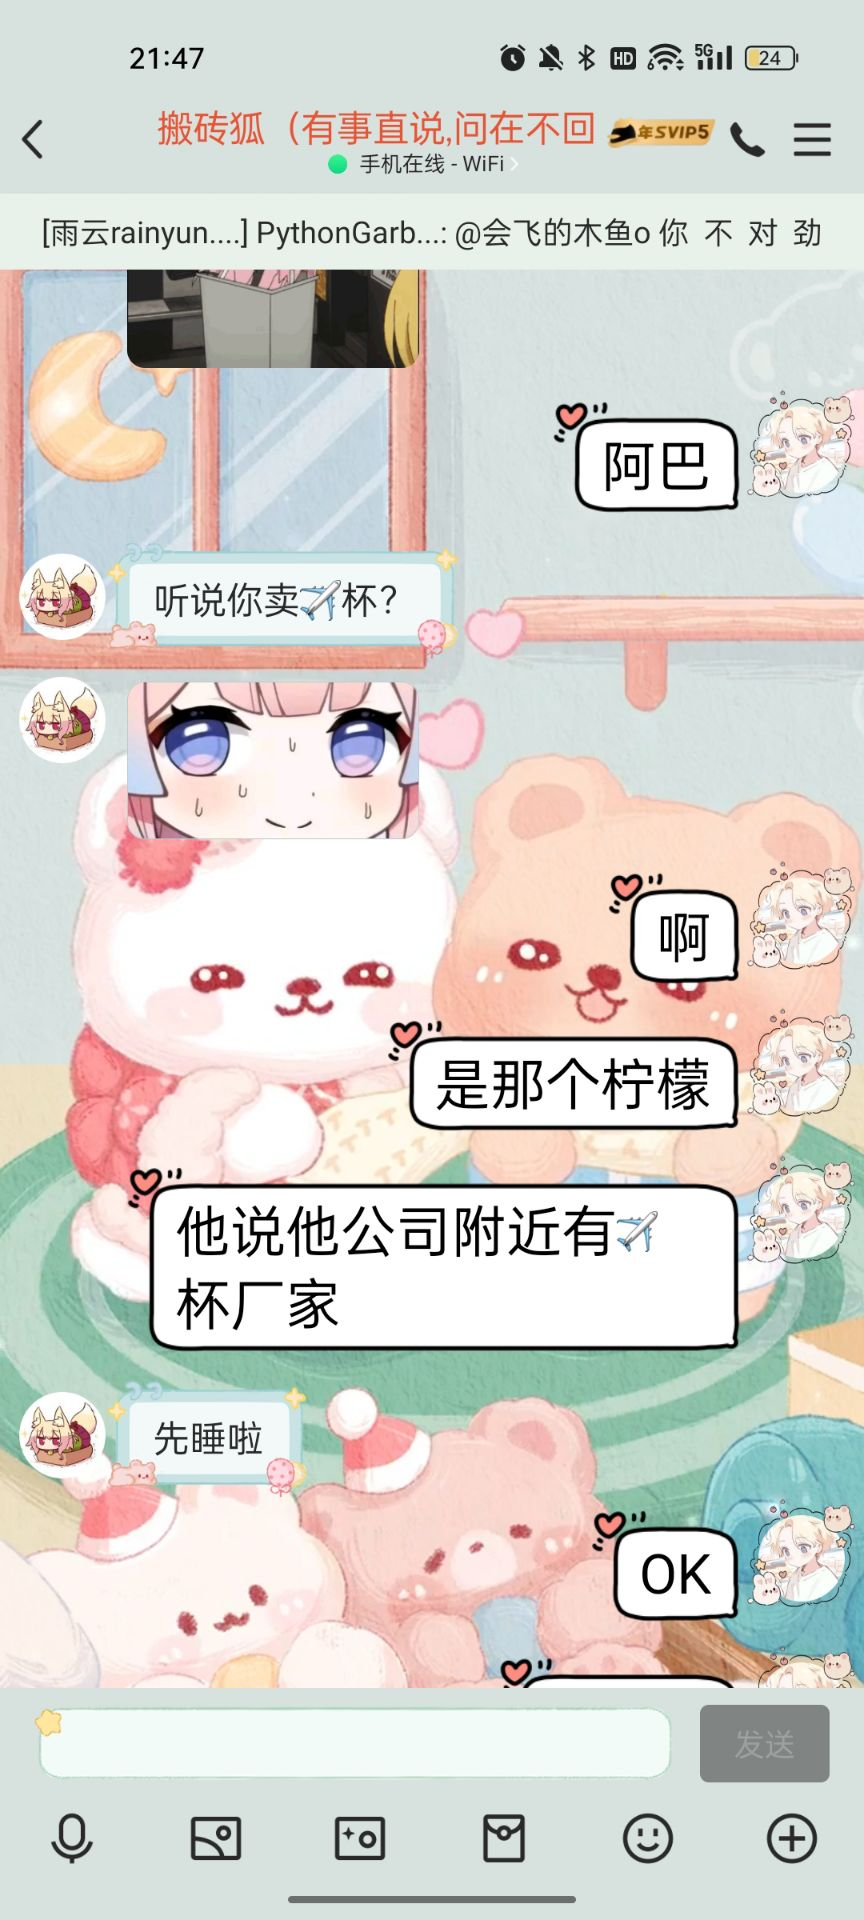 21:47
HD
5G
24
搬砖狐（有事直说,问在不回
年SVIP5
手机在线 - WiFi
[雨云rainyun....] PythonGarb...: @会飞的木鱼o 你 不 对 劲
阿巴
听说你卖✈️杯？
啊
是那个柠檬
他说他公司附近有✈️
杯厂家
先睡啦
OK
发送